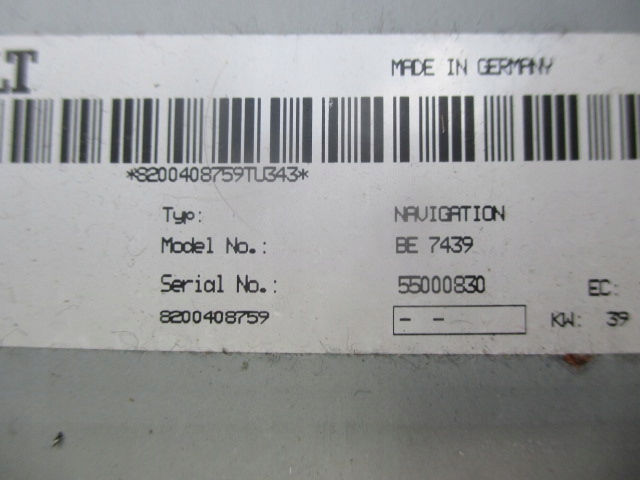 LT
MADE IN GERMANY
*8200408759TU343*
Typ: NAVIGATION
Model No.: BE 7439
Serial No.: 55000830 EC:
8200408759 - - KW: 39